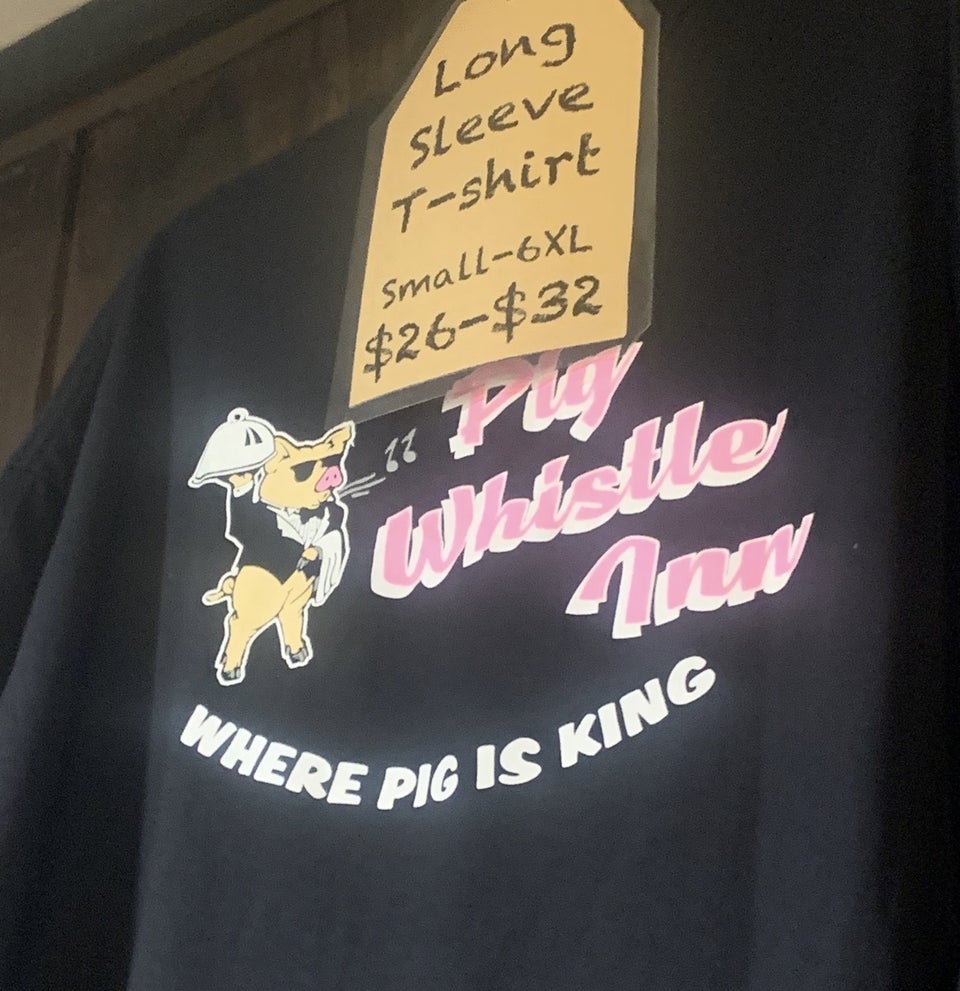 Long
Sleeve
T-shirt
Small-6XL
$26-$32
Pig
Whistle
Inn
WHERE PIG IS KING